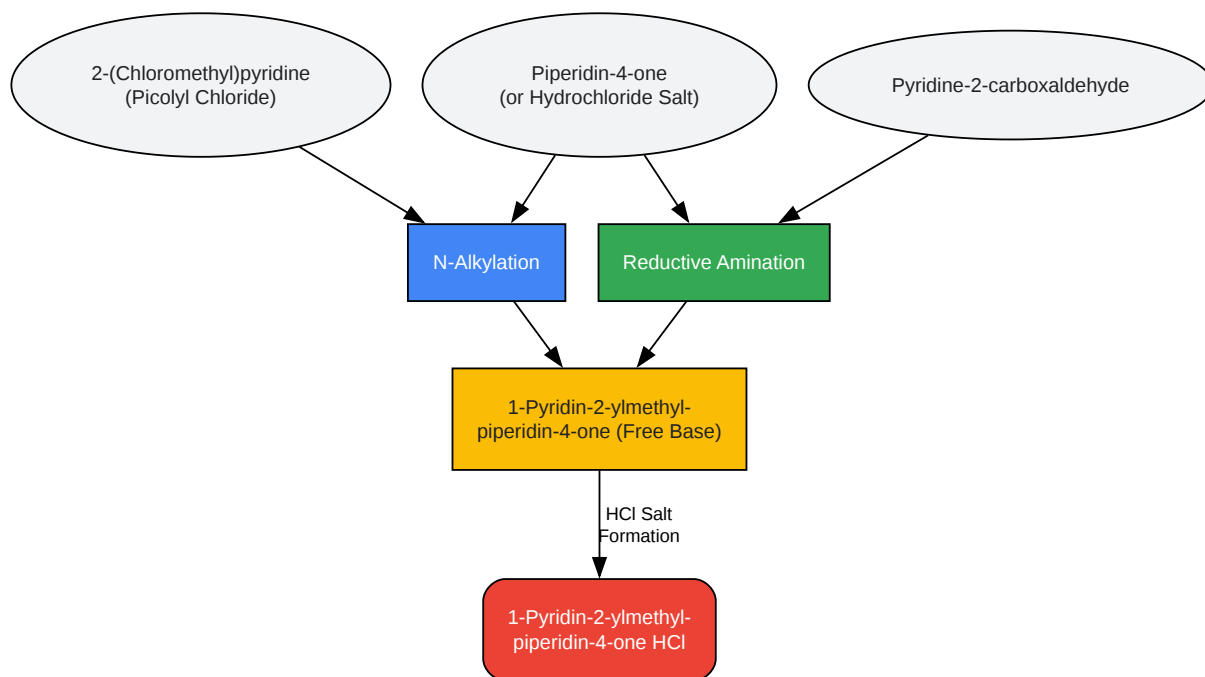 2-(Chloromethyl)pyridine
(Picolyl Chloride)
Piperidin-4-one
(or Hydrochloride Salt)
Pyridine-2-carboxaldehyde
N-Alkylation
Reductive Amination
1-Pyridin-2-ylmethyl-
piperidin-4-one (Free Base)
HCl Salt
Formation
1-Pyridin-2-ylmethyl-
piperidin-4-one HCl